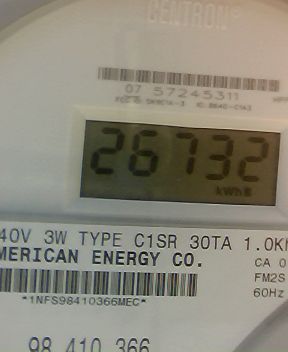 CENTRON®
07 57245311
26732
kWh
40V 3W TYPE C1SR 30TA 1.0K
MERICAN ENERGY CO.
CA 0
FM2S
60Hz
*1NFS98410366MEC*
98 410 366